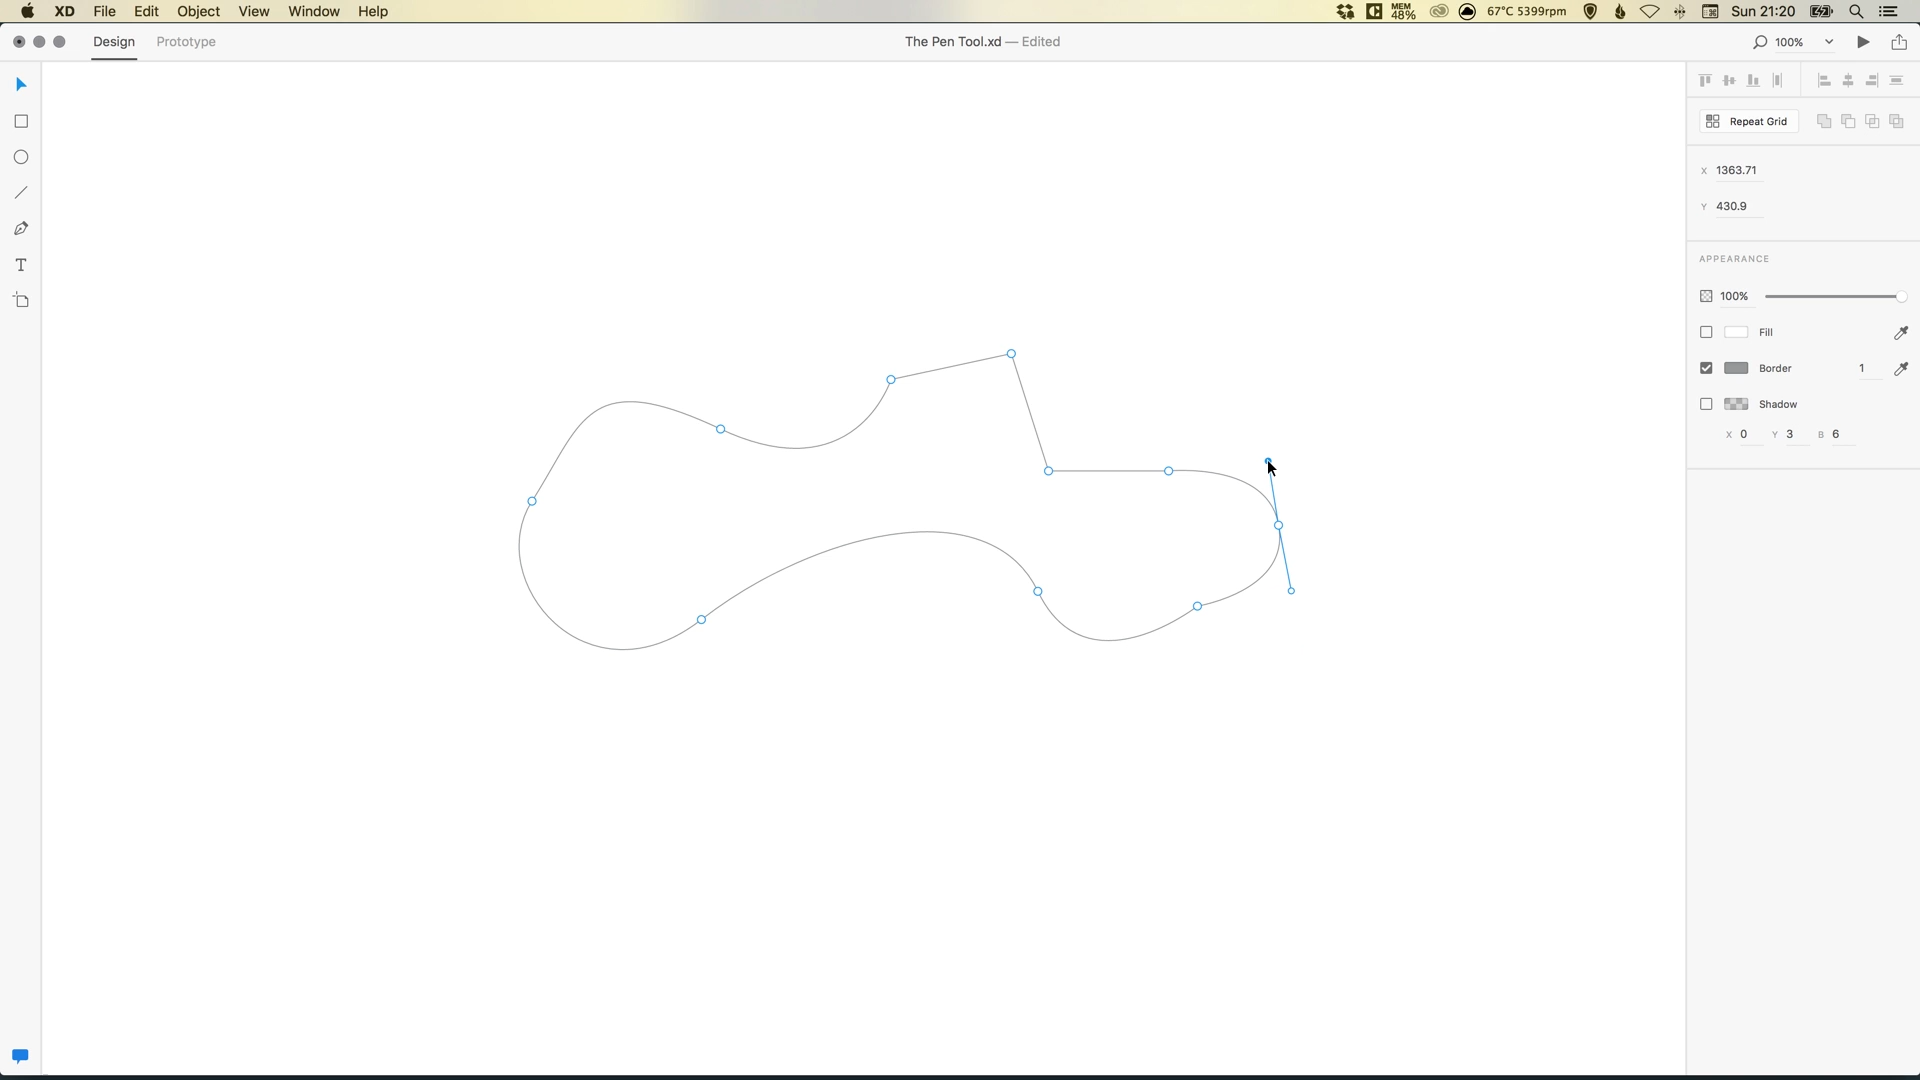 XD File Edit Object View Window Help MEM 48% 67°C 5399rpm Sun 21:20
Design Prototype The Pen Tool.xd — Edited 100%
Repeat Grid
X 1363.71
Y 430.9
APPEARANCE
100%
Fill
Border 1
Shadow
X 0 Y 3 B 6
T